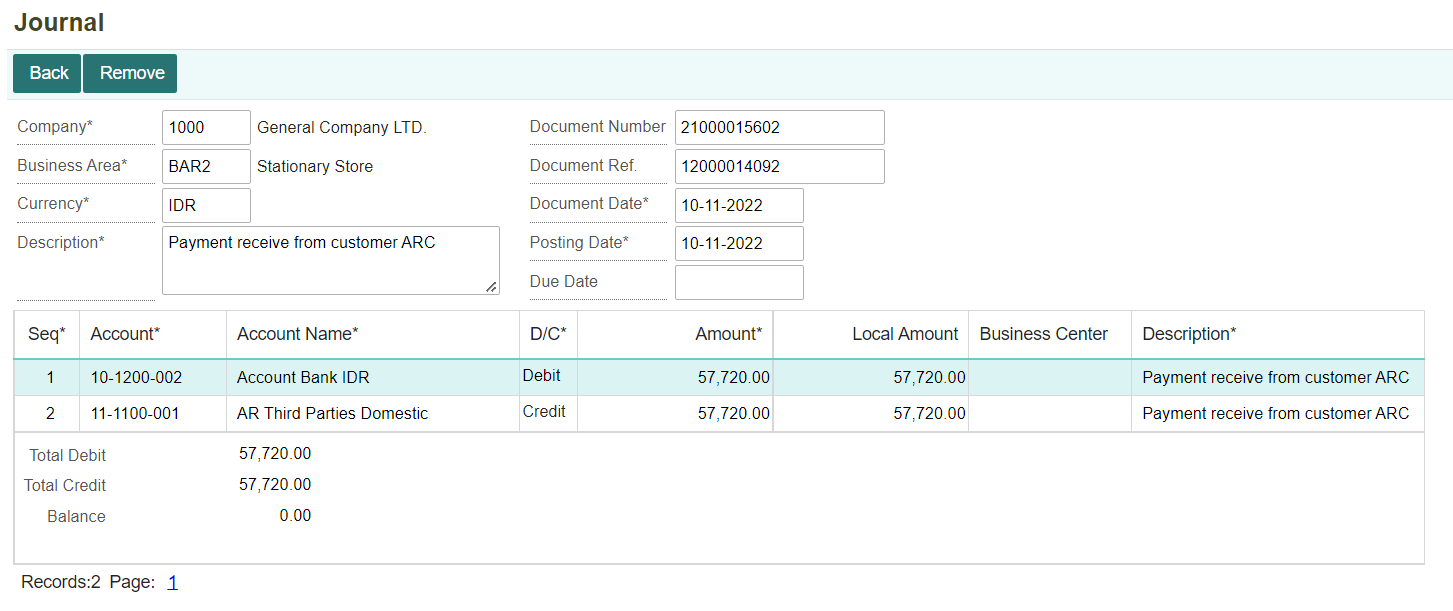 Journal
Back Remove
Company* 1000 General Company LTD. Document Number 21000015602
Business Area* BAR2 Stationary Store Document Ref. 12000014092
Currency* IDR Document Date* 10-11-2022
Description* Payment receive from customer ARC Posting Date* 10-11-2022
Due Date
Seq* Account* Account Name* D/C* Amount* Local Amount Business Center Description*
1 10-1200-002 Account Bank IDR Debit 57,720.00 57,720.00 Payment receive from customer ARC
2 11-1100-001 AR Third Parties Domestic Credit 57,720.00 57,720.00 Payment receive from customer ARC
Total Debit 57,720.00
Total Credit 57,720.00
Balance 0.00
Records:2 Page: 1